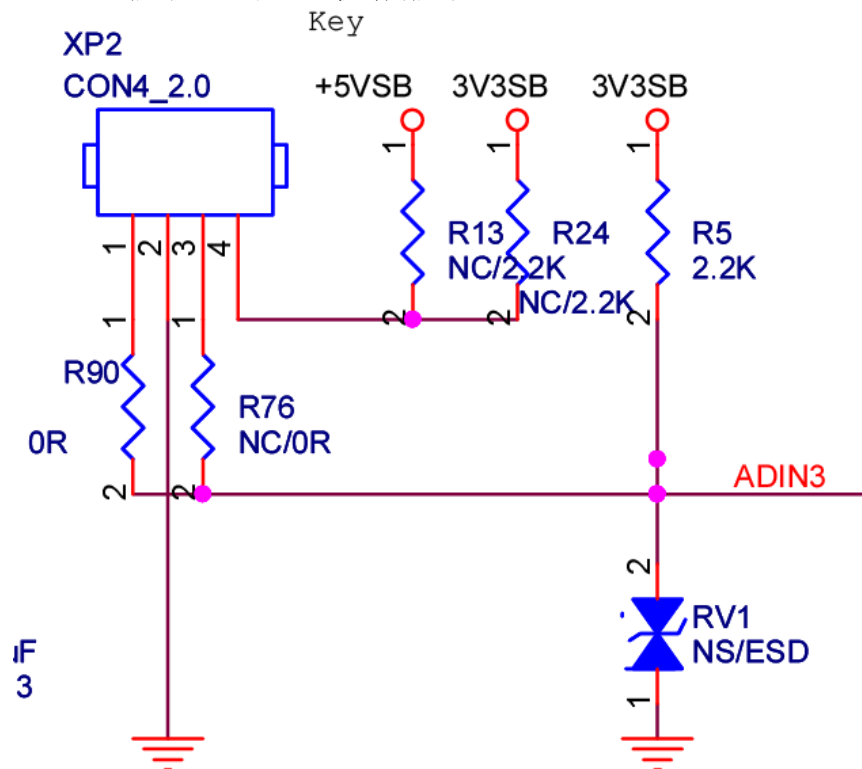 Key
XP2
CON4_2.0
+5VSB
3V3SB
3V3SB
1
1
1
R13
NC/2.2K
R24
NC/2.2K
R5
2.2K
1
2
3
4
2
2
2
1
1
R90
0R
R76
NC/0R
2
2
ADIN3
2
RV1
NS/ESD
1
3